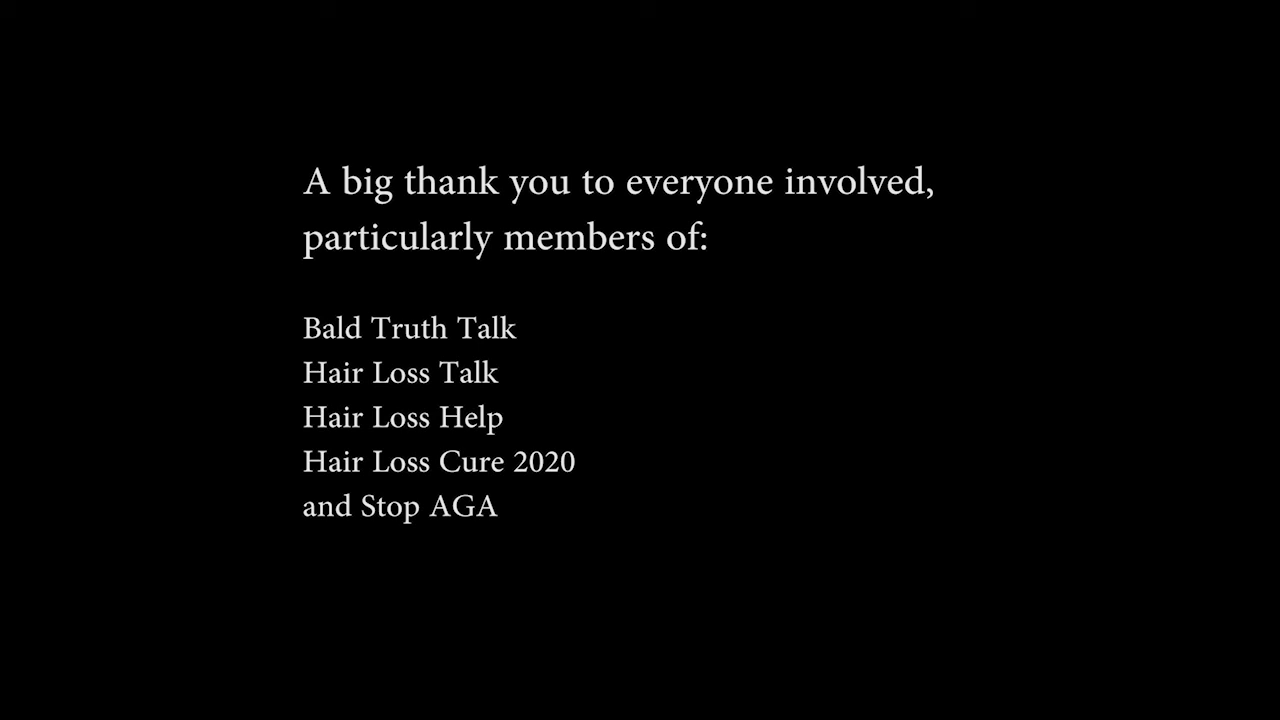 A big thank you to everyone involved,
particularly members of:
Bald Truth Talk
Hair Loss Talk
Hair Loss Help
Hair Loss Cure 2020
and Stop AGA